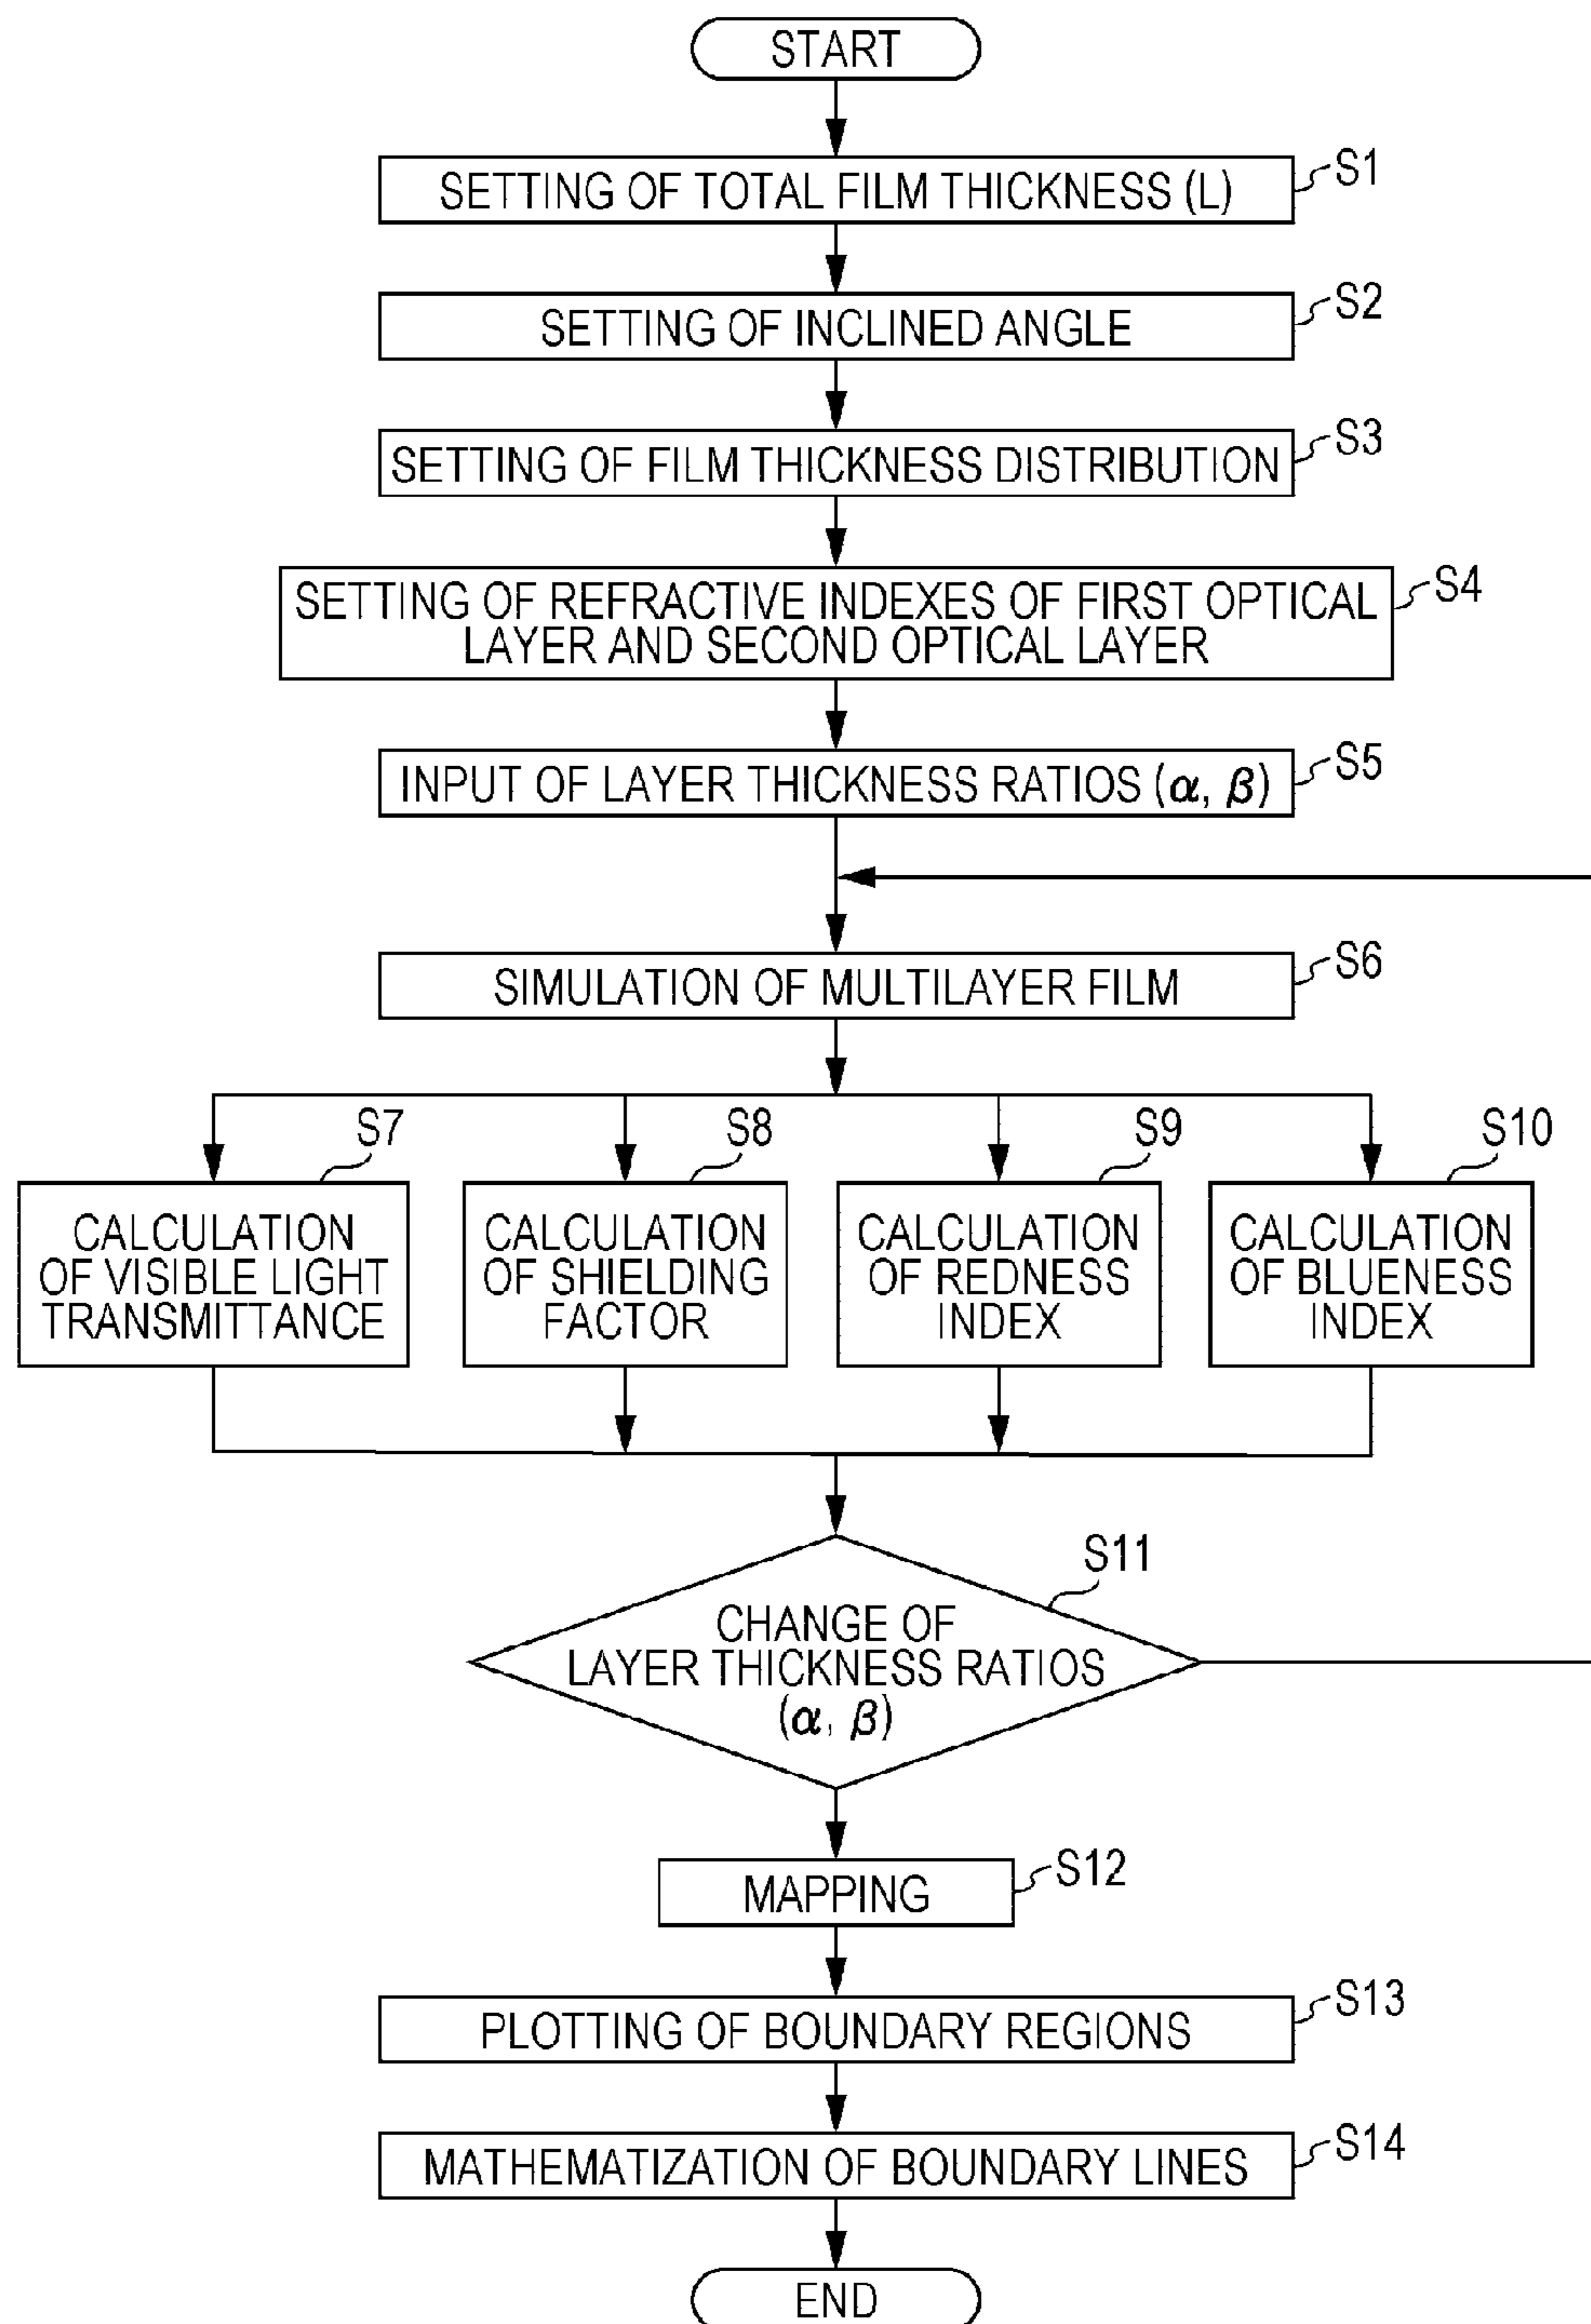 START
S1
SETTING OF TOTAL FILM THICKNESS (L)
S2
SETTING OF INCLINED ANGLE
S3
SETTING OF FILM THICKNESS DISTRIBUTION
S4
SETTING OF REFRACTIVE INDEXES OF FIRST OPTICAL
LAYER AND SECOND OPTICAL LAYER
S5
INPUT OF LAYER THICKNESS RATIOS (α, β)
S6
SIMULATION OF MULTILAYER FILM
S7
CALCULATION
OF VISIBLE LIGHT
TRANSMITTANCE
S8
CALCULATION
OF SHIELDING
FACTOR
S9
CALCULATION
OF REDNESS
INDEX
S10
CALCULATION
OF BLUENESS
INDEX
S11
CHANGE OF
LAYER THICKNESS RATIOS
(α, β)
S12
MAPPING
S13
PLOTTING OF BOUNDARY REGIONS
S14
MATHEMATIZATION OF BOUNDARY LINES
END